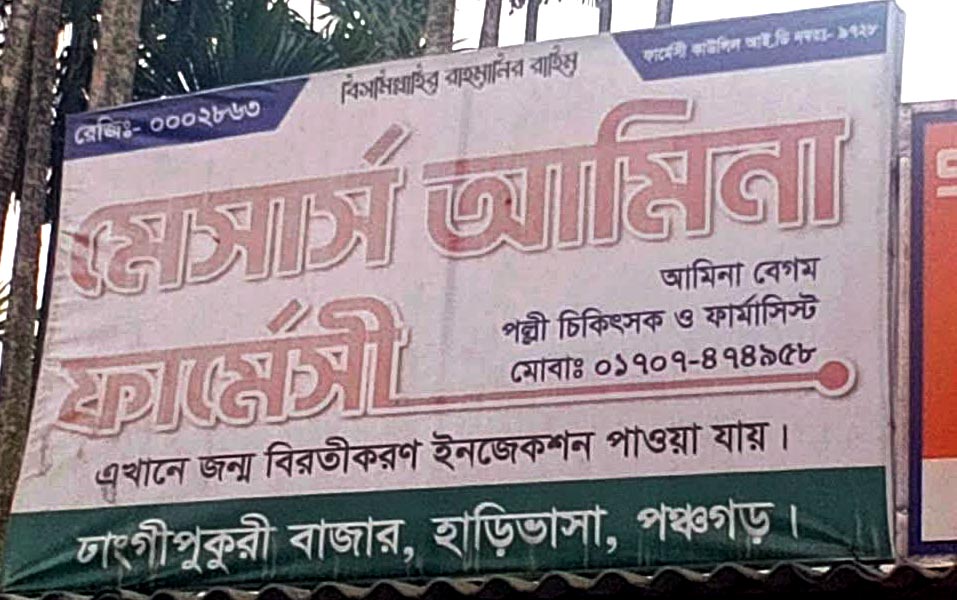 বিসমিল্লাহির রাহমানির রাহিম
রেজিঃ- ০০০২৮৬৩
ফার্মেসী কাউন্সিল আই.ডি নম্বরঃ- ৯৭২৮
মেসার্স আমিনা
ফার্মেসী
আমিনা বেগম
পল্লী চিকিৎসক ও ফার্মাসিস্ট
মোবাঃ ০১৭০৭-৪৭৪৯৫৮
এখানে জন্ম বিরতীকরণ ইনজেকশন পাওয়া যায়।
ঢাংগীপুকুরী বাজার, হাড়িভাসা, পঞ্চগড়।